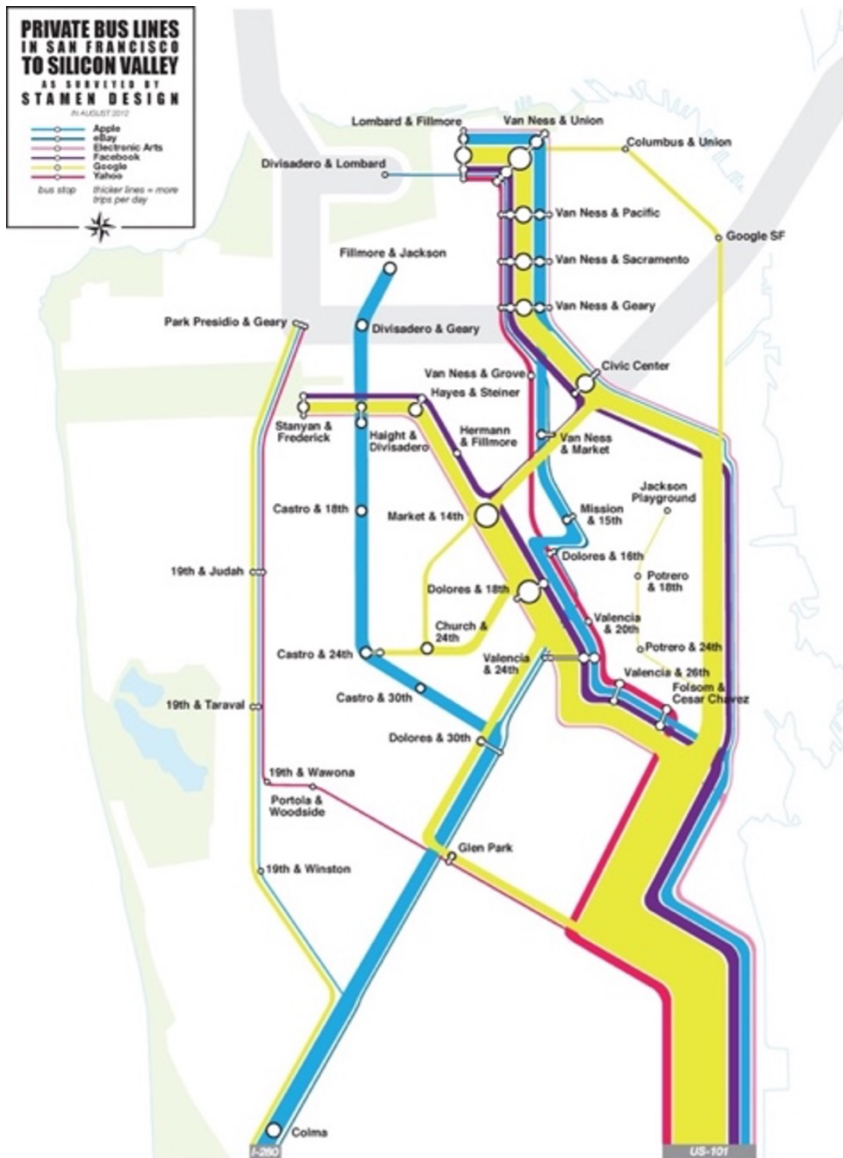 PRIVATE BUS LINES
IN SAN FRANCISCO
TO SILICON VALLEY
AS SURVEYED BY
STAMEN DESIGN
IN AUGUST 2012
Apple
eBay
Electronic Arts
Facebook
Google
Yahoo
bus stop
thicker lines = more
trips per day
Lombard & Fillmore
Van Ness & Union
Columbus & Union
Divisadero & Lombard
Van Ness & Pacific
Google SF
Fillmore & Jackson
Van Ness & Sacramento
Van Ness & Geary
Park Presidio & Geary
Divisadero & Geary
Civic Center
Van Ness & Grove
Hayes & Steiner
Stanyan &
Frederick
Haight &
Divisadero
Hermann
& Fillmore
Van Ness
& Market
Jackson
Playground
Castro & 18th
Market & 14th
Mission
& 15th
Dolores & 16th
19th & Judah
Potrero
& 18th
Dolores & 18th
Church &
24th
Valencia
& 20th
Castro & 24th
Valencia
& 24th
Potrero & 24th
Valencia & 26th
Castro & 30th
Folsom &
Cesar Chavez
19th & Taraval
Dolores & 30th
19th & Wawona
Portola &
Woodside
Glen Park
19th & Winston
Colma
I-280
US-101